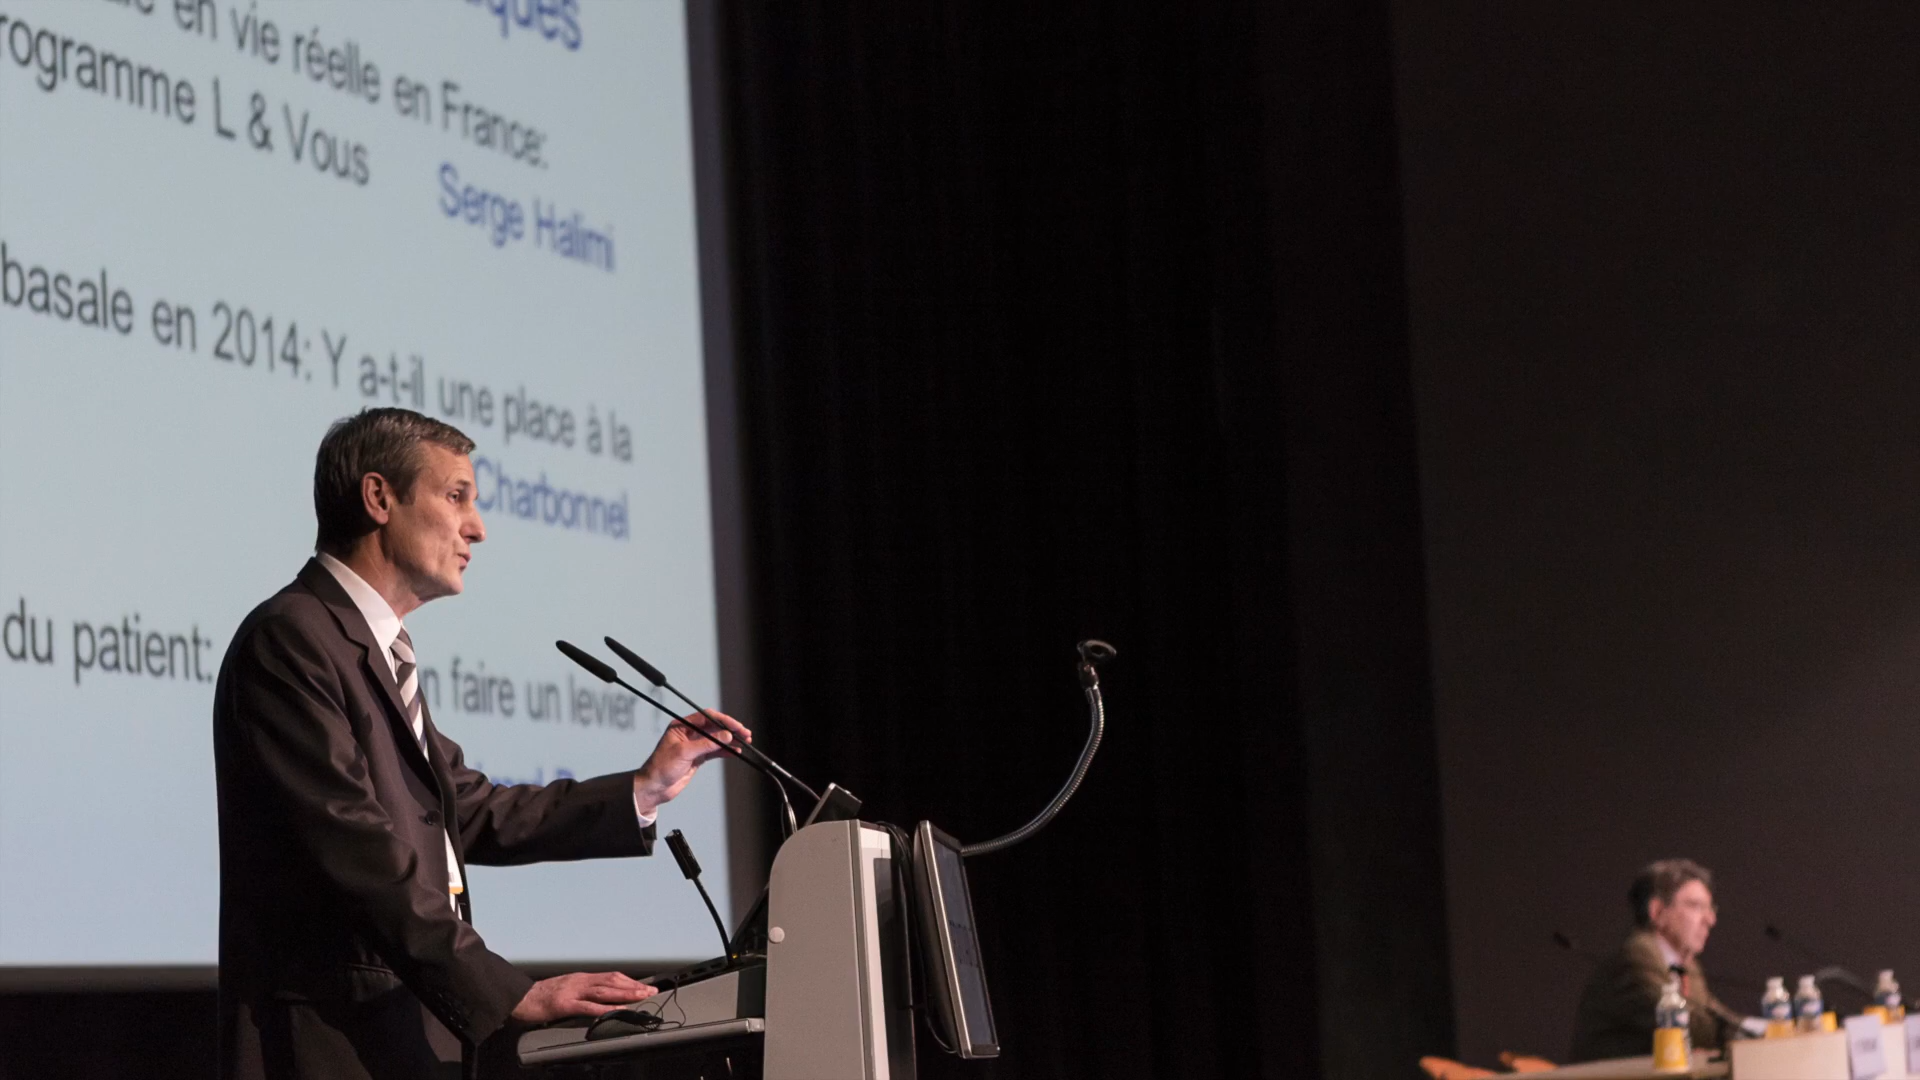 en vie réelle en France:
programme L & Vous
Serge Halimi
basale en 2014: Y a-t-il une place à la
Charbonnel
du patient: faire un levier ?